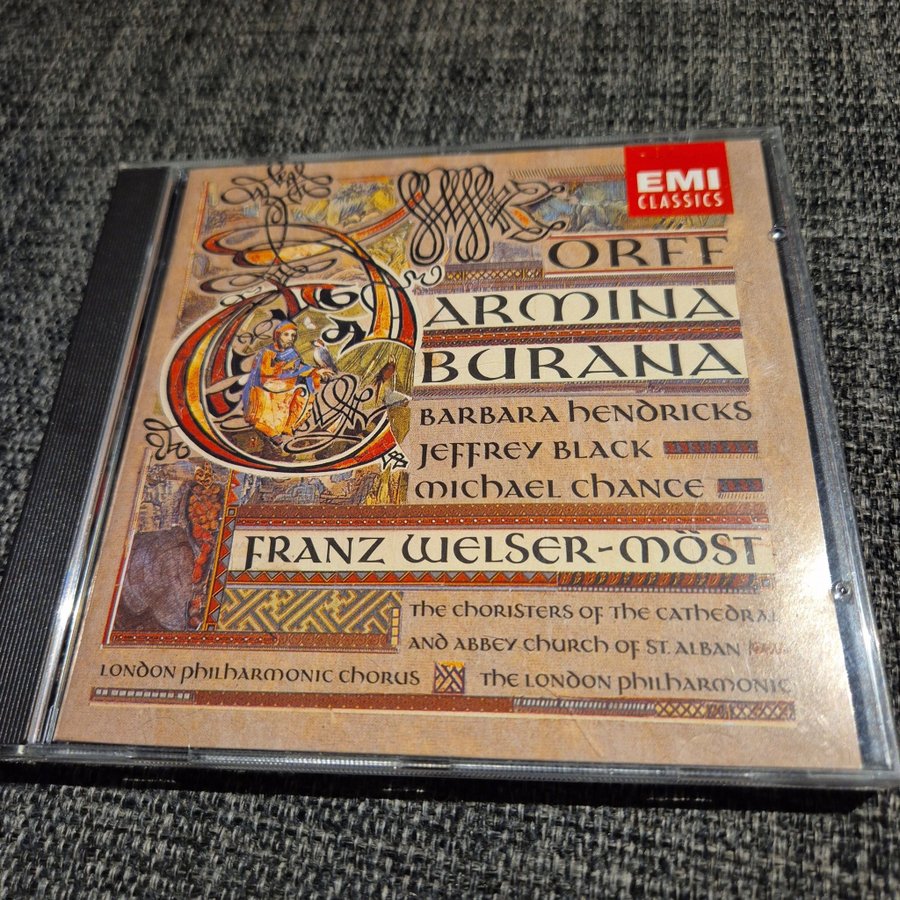 EMI
CLASSICS
ORFF
CARMINA
BURANA
BARBARA HENDRICKS
JEFFREY BLACK
MICHAEL CHANCE
FRANZ WELSER-MÖST
THE CHORISTERS OF THE CATHEDRAL
AND ABBEY CHURCH OF ST. ALBAN
LONDON PHILHARMONIC CHORUS THE LONDON PHILHARMONIC